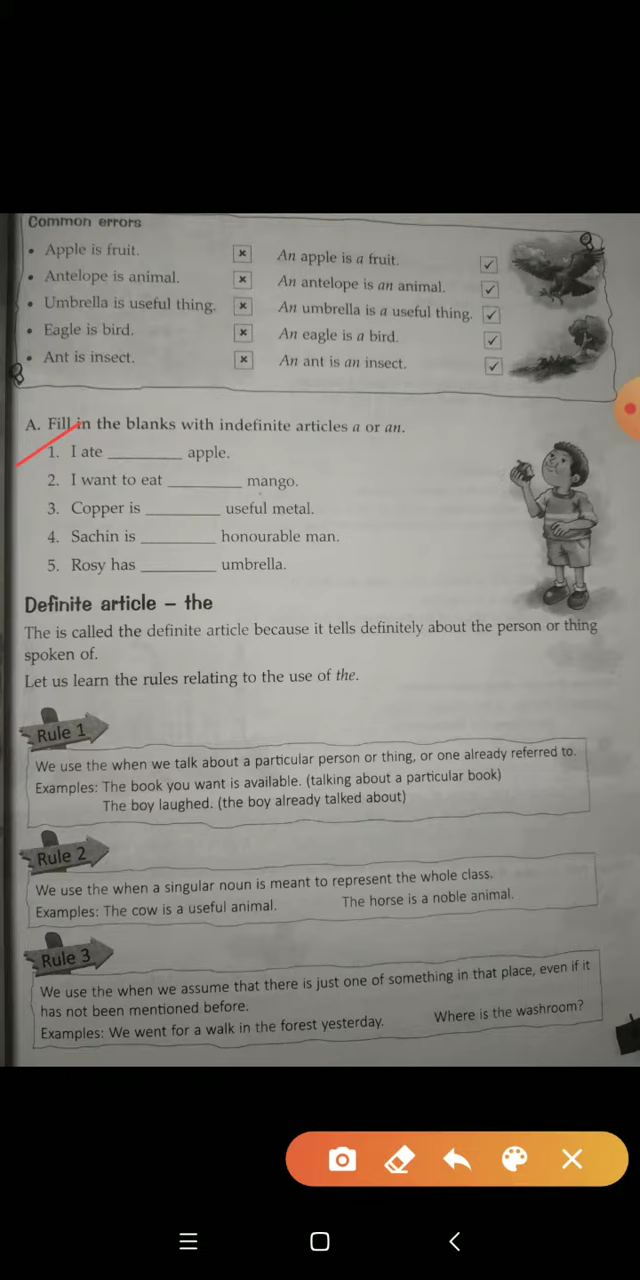 Common errors
• Apple is fruit. × An apple is a fruit. ✓
• Antelope is animal. × An antelope is an animal. ✓
• Umbrella is useful thing. × An umbrella is a useful thing. ✓
• Eagle is bird. × An eagle is a bird. ✓
• Ant is insect. × An ant is an insect. ✓
A. Fill in the blanks with indefinite articles a or an.
1. I ate ________ apple.
2. I want to eat ________ mango.
3. Copper is ________ useful metal.
4. Sachin is ________ honourable man.
5. Rosy has ________ umbrella.
Definite article – the
The is called the definite article because it tells definitely about the person or thing
spoken of.
Let us learn the rules relating to the use of the.
Rule 1
We use the when we talk about a particular person or thing, or one already referred to.
Examples: The book you want is available. (talking about a particular book)
The boy laughed. (the boy already talked about)
Rule 2
We use the when a singular noun is meant to represent the whole class.
Examples: The cow is a useful animal. The horse is a noble animal.
Rule 3
We use the when we assume that there is just one of something in that place, even if it
has not been mentioned before.
Examples: We went for a walk in the forest yesterday. Where is the washroom?